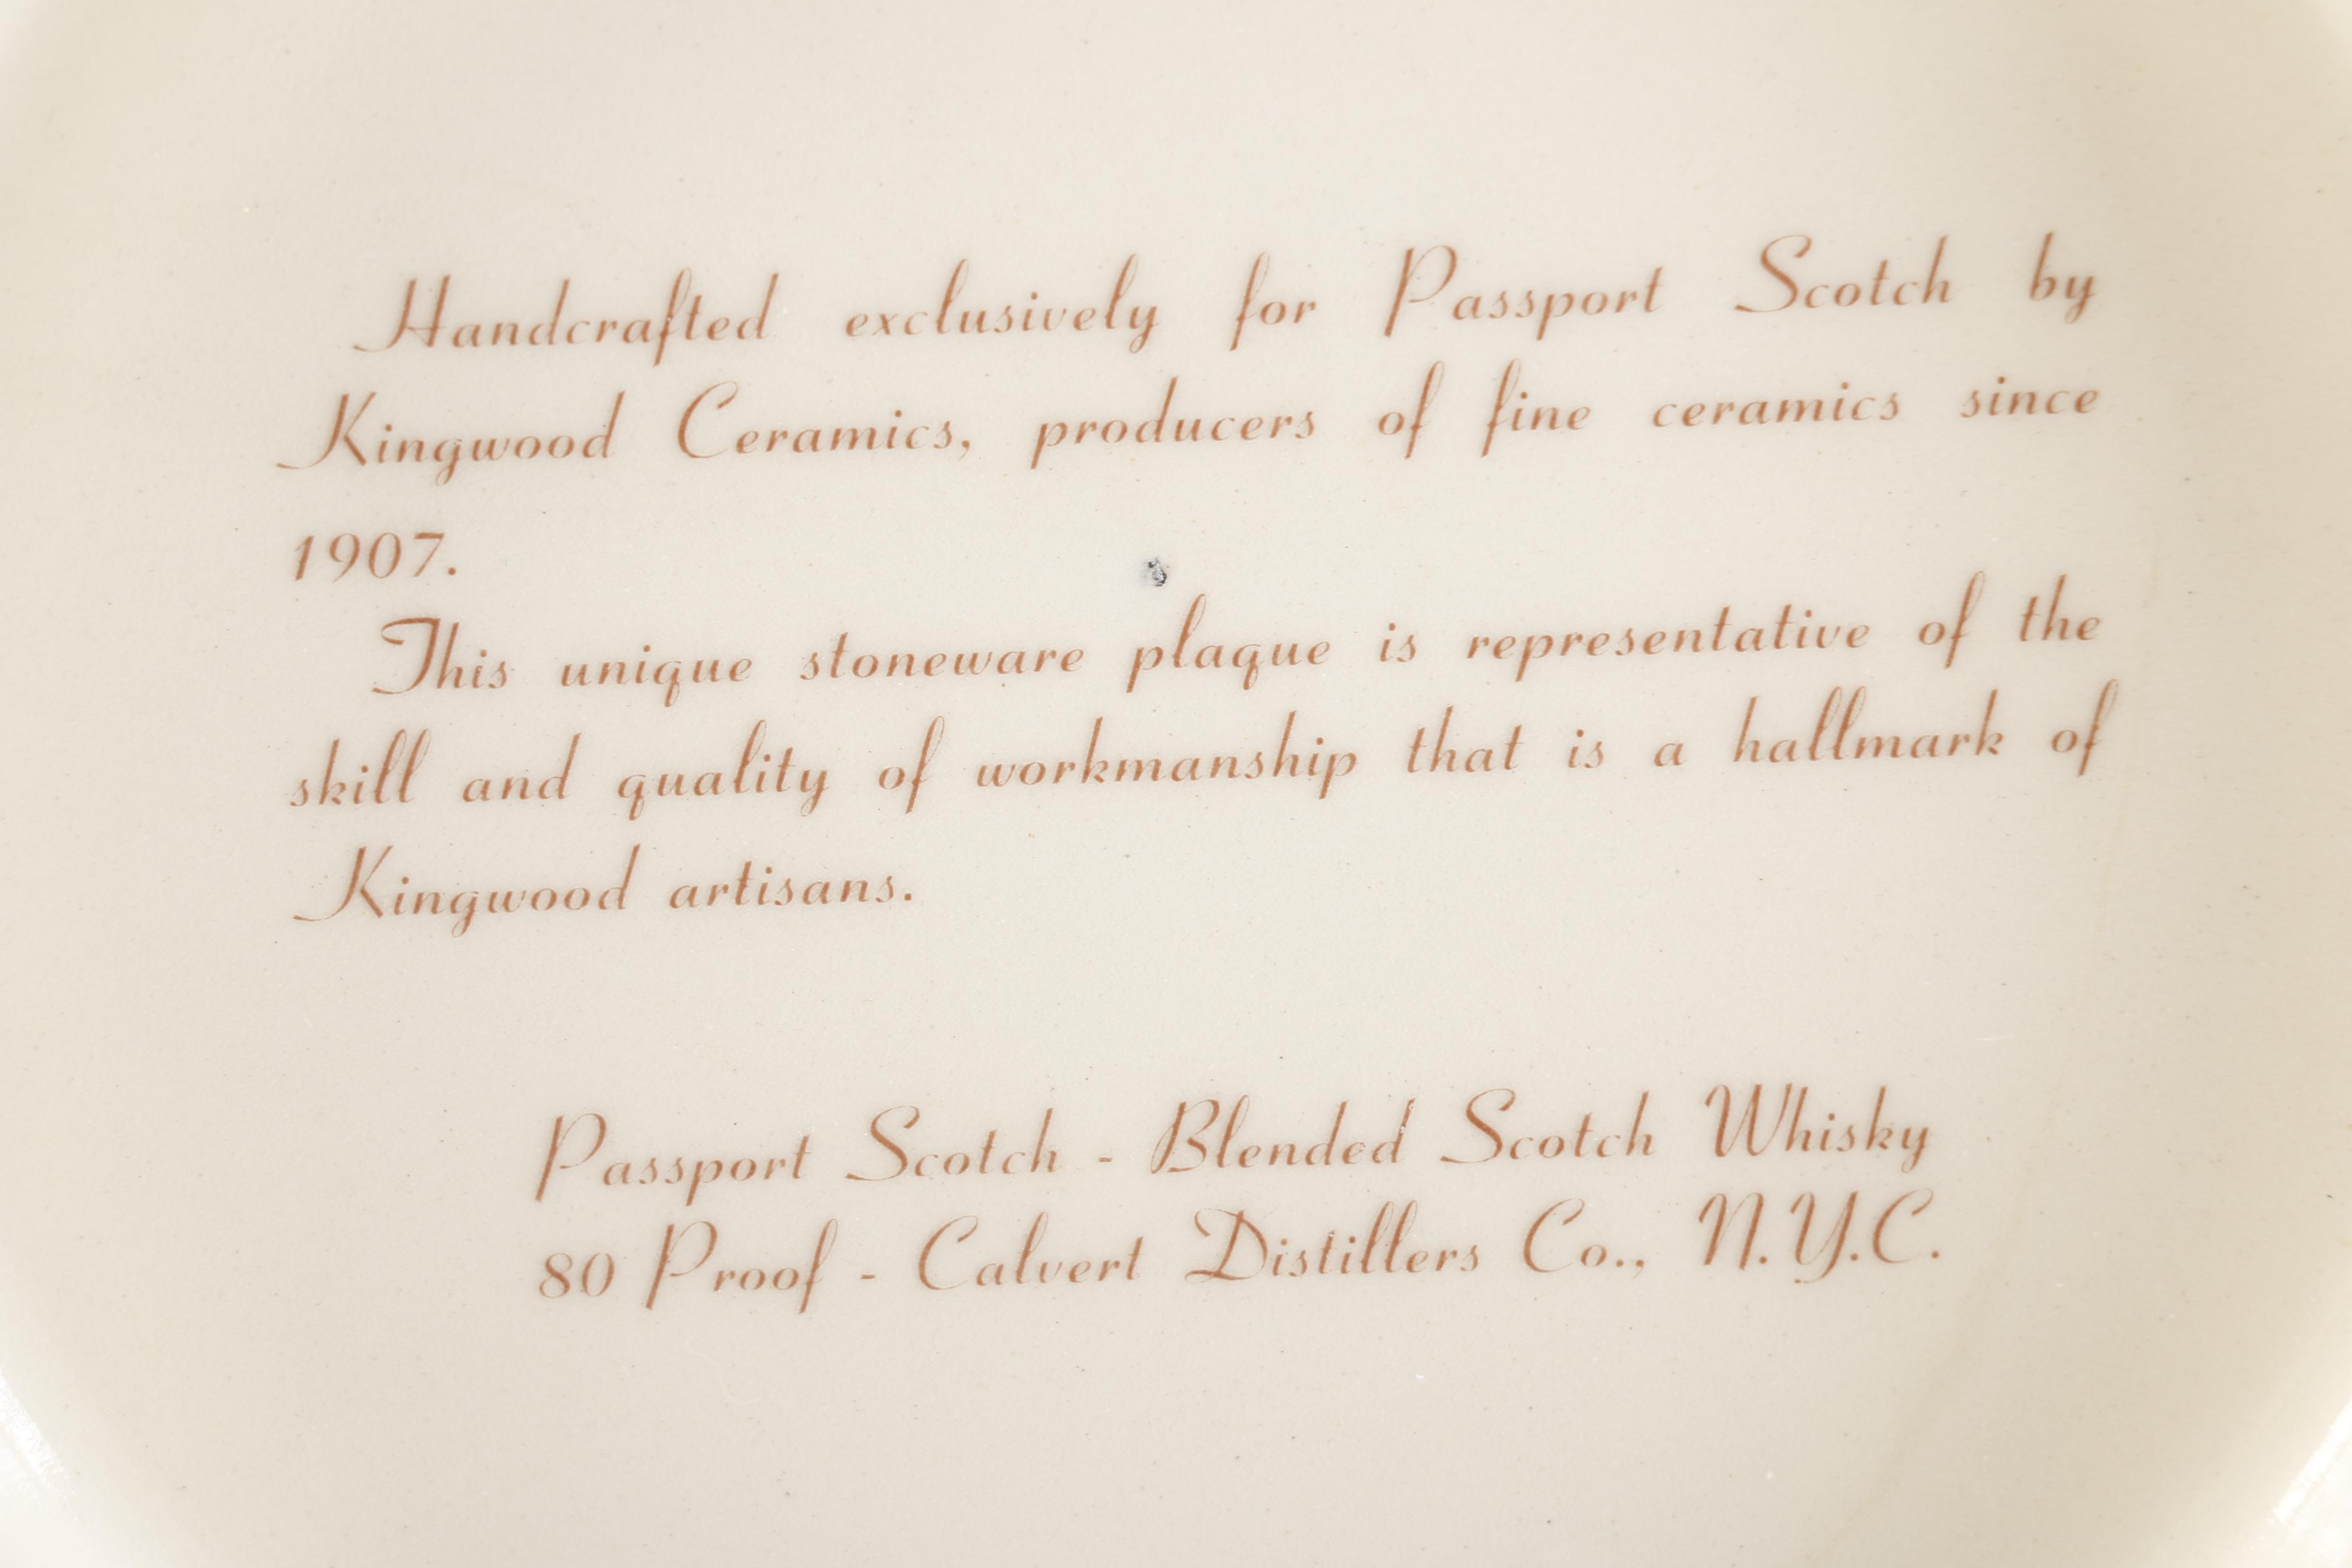 Handcrafted exclusively for Passport Scotch by
Kingwood Ceramics, producers of fine ceramics since
1907.
This unique stoneware plaque is representative of the
skill and quality of workmanship that is a hallmark of
Kingwood artisans.
Passport Scotch - Blended Scotch Whisky
80 Proof - Calvert Distillers Co., N.Y.C.